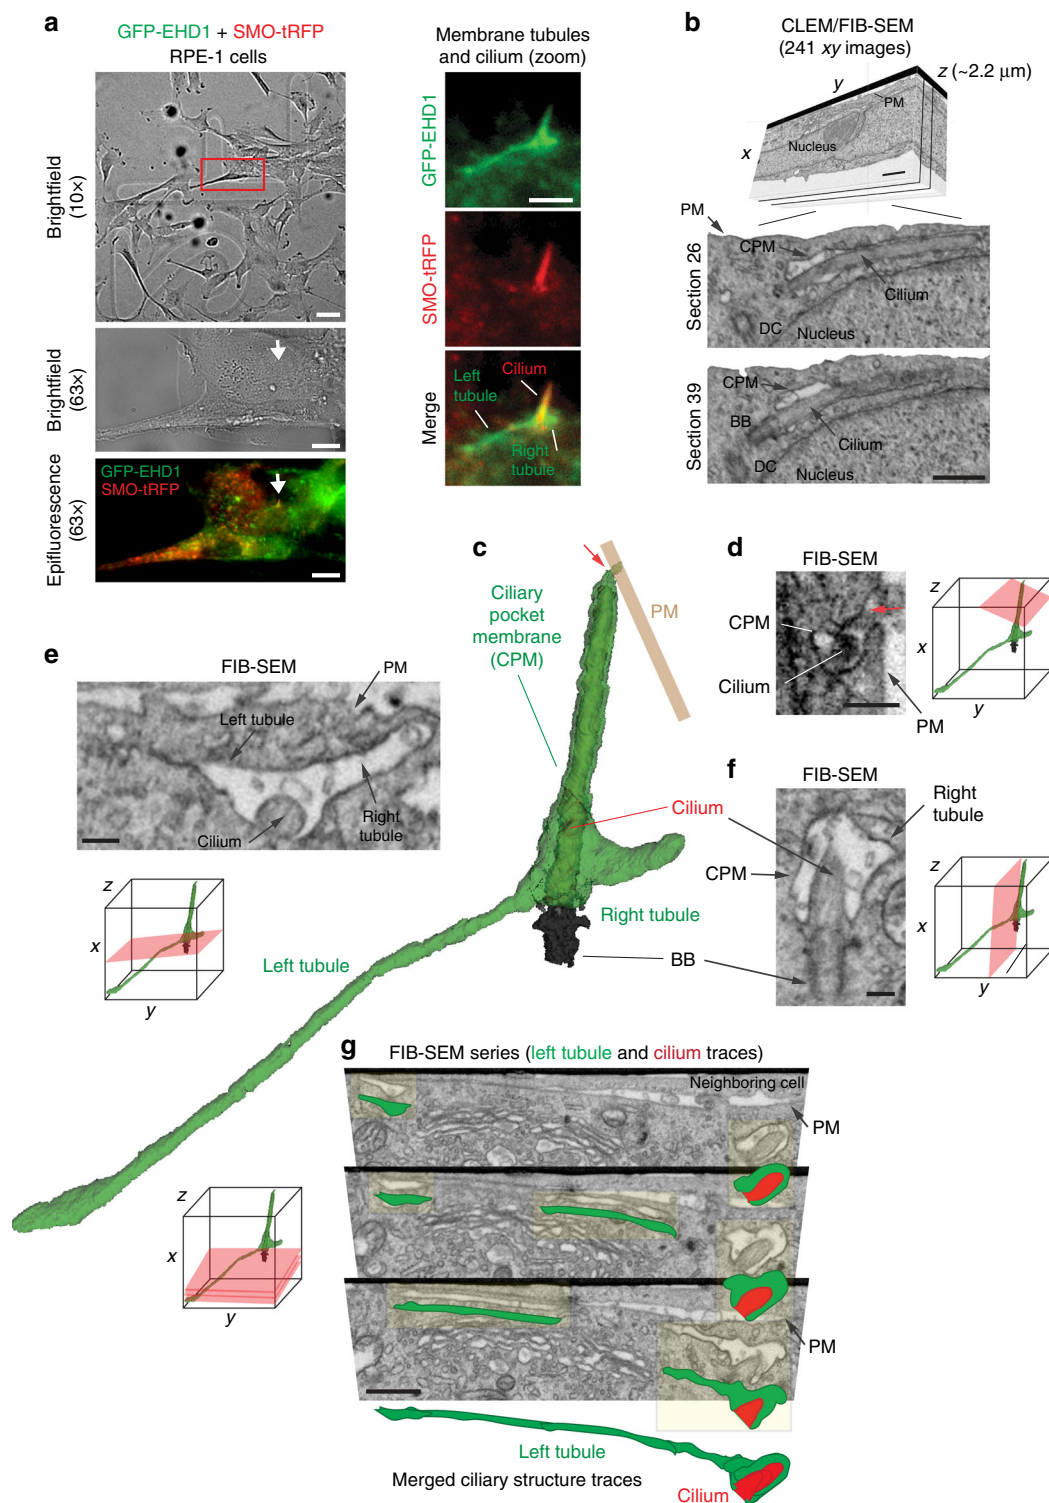 a
GFP-EHD1 + SMO-tRFP
RPE-1 cells
Brightfield
(10×)
Brightfield
(63×)
Epifluorescence
(63×)
GFP-EHD1
SMO-tRFP
Membrane tubules
and cilium (zoom)
GFP-EHD1
SMO-tRFP
Merge
Left
tubule
Cilium
Right
tubule
b
CLEM/FIB-SEM
(241 xy images)
y
z (~2.2 μm)
PM
x
Nucleus
PM
Section 26
CPM
Cilium
DC
Nucleus
Section 39
CPM
BB
Cilium
DC
Nucleus
c
Ciliary
pocket
membrane
(CPM)
PM
Cilium
Right tubule
BB
Left tubule
d
FIB-SEM
CPM
Cilium
PM
z
x
y
e
FIB-SEM
PM
Left tubule
Cilium
Right
tubule
z
x
y
f
FIB-SEM
Right
tubule
CPM
z
x
y
z
x
y
g
FIB-SEM series (left tubule and cilium traces)
Neighboring cell
PM
PM
Left tubule
Merged ciliary structure traces
Cilium